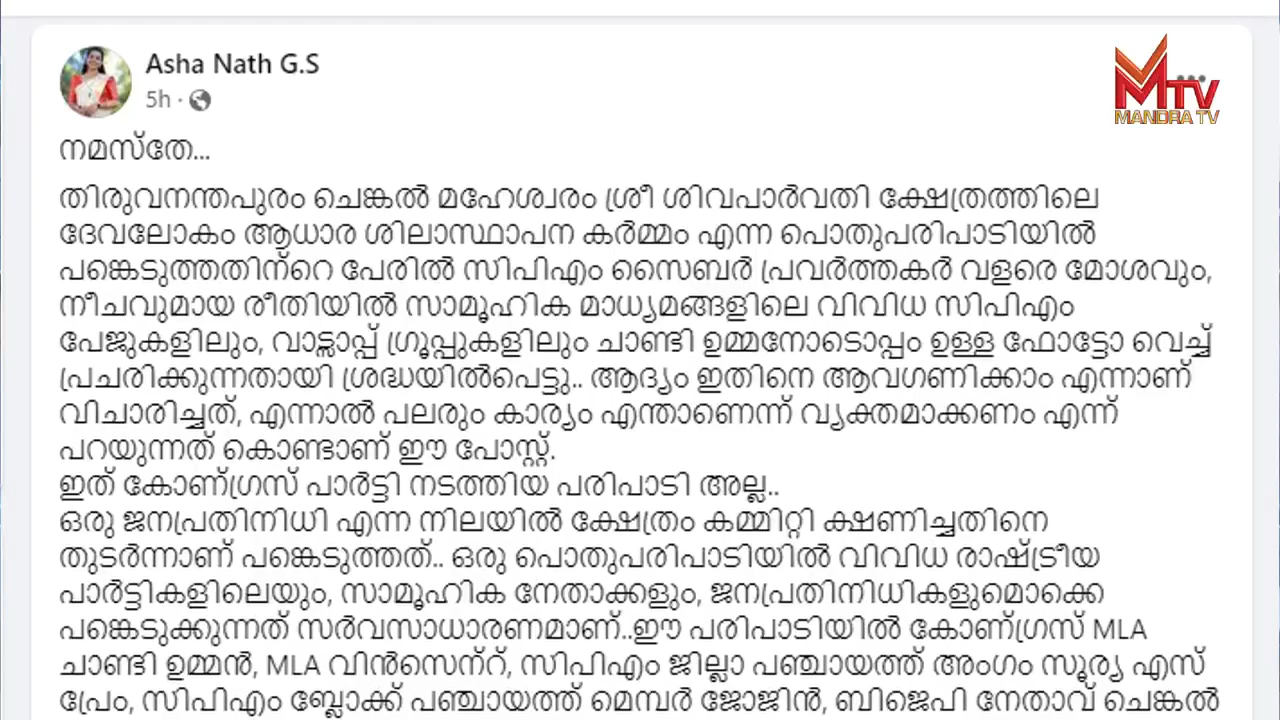 Asha Nath G.S
5h ·
MTV
MANDRA TV
നമസ്തേ...
തിരുവനന്തപുരം ചെങ്കൽ മഹേശ്വരം ശ്രീ ശിവപാർവതി ക്ഷേത്രത്തിലെ
ദേവലോകം ആധാര ശിലാസ്ഥാപന കർമ്മം എന്ന പൊതുപരിപാടിയിൽ
പങ്കെടുത്തതിന്റെ പേരിൽ സിപിഎം സൈബർ പ്രവർത്തകർ വളരെ മോശവും,
നീചവുമായ രീതിയിൽ സാമൂഹിക മാധ്യമങ്ങളിലെ വിവിധ സിപിഎം
പേജുകളിലും, വാട്സാപ്പ് ഗ്രൂപ്പുകളിലും ചാണ്ടി ഉമ്മനോടൊപ്പം ഉള്ള ഫോട്ടോ വെച്ച്
പ്രചരിക്കുന്നതായി ശ്രദ്ധയിൽപെട്ടു.. ആദ്യം ഇതിനെ ആവഗണിക്കാം എന്നാണ്
വിചാരിച്ചത്, എന്നാൽ പലരും കാര്യം എന്താണെന്ന് വ്യക്തമാക്കണം എന്ന്
പറയുന്നത് കൊണ്ടാണ് ഈ പോസ്റ്റ്.
ഇത് കോൺഗ്രസ് പാർട്ടി നടത്തിയ പരിപാടി അല്ല..
ഒരു ജനപ്രതിനിധി എന്ന നിലയിൽ ക്ഷേത്രം കമ്മിറ്റി ക്ഷണിച്ചതിനെ
തുടർന്നാണ് പങ്കെടുത്തത്.. ഒരു പൊതുപരിപാടിയിൽ വിവിധ രാഷ്ട്രീയ
പാർട്ടികളിലെയും, സാമൂഹിക നേതാക്കളും, ജനപ്രതിനിധികളുമൊക്കെ
പങ്കെടുക്കുന്നത് സർവസാധാരണമാണ്..ഈ പരിപാടിയിൽ കോൺഗ്രസ് MLA
ചാണ്ടി ഉമ്മൻ, MLA വിൻസെന്റ്, സിപിഎം ജില്ലാ പഞ്ചായത്ത് അംഗം സൂര്യ എസ്
പ്രേം, സിപിഎം ബ്ലോക്ക് പഞ്ചായത്ത് മെമ്പർ ജോജിൻ, ബിജെപി നേതാവ് ചെങ്കൽ